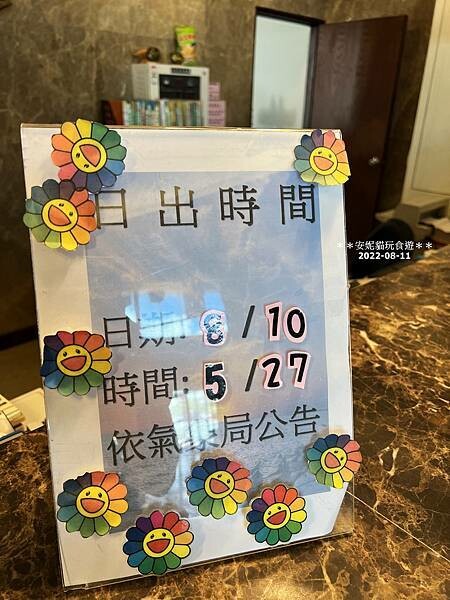 日出時間
＊＊安妮貓玩食遊＊＊
2022-08-11
日期: 8/10
時間: 5/27
依氣象局公告